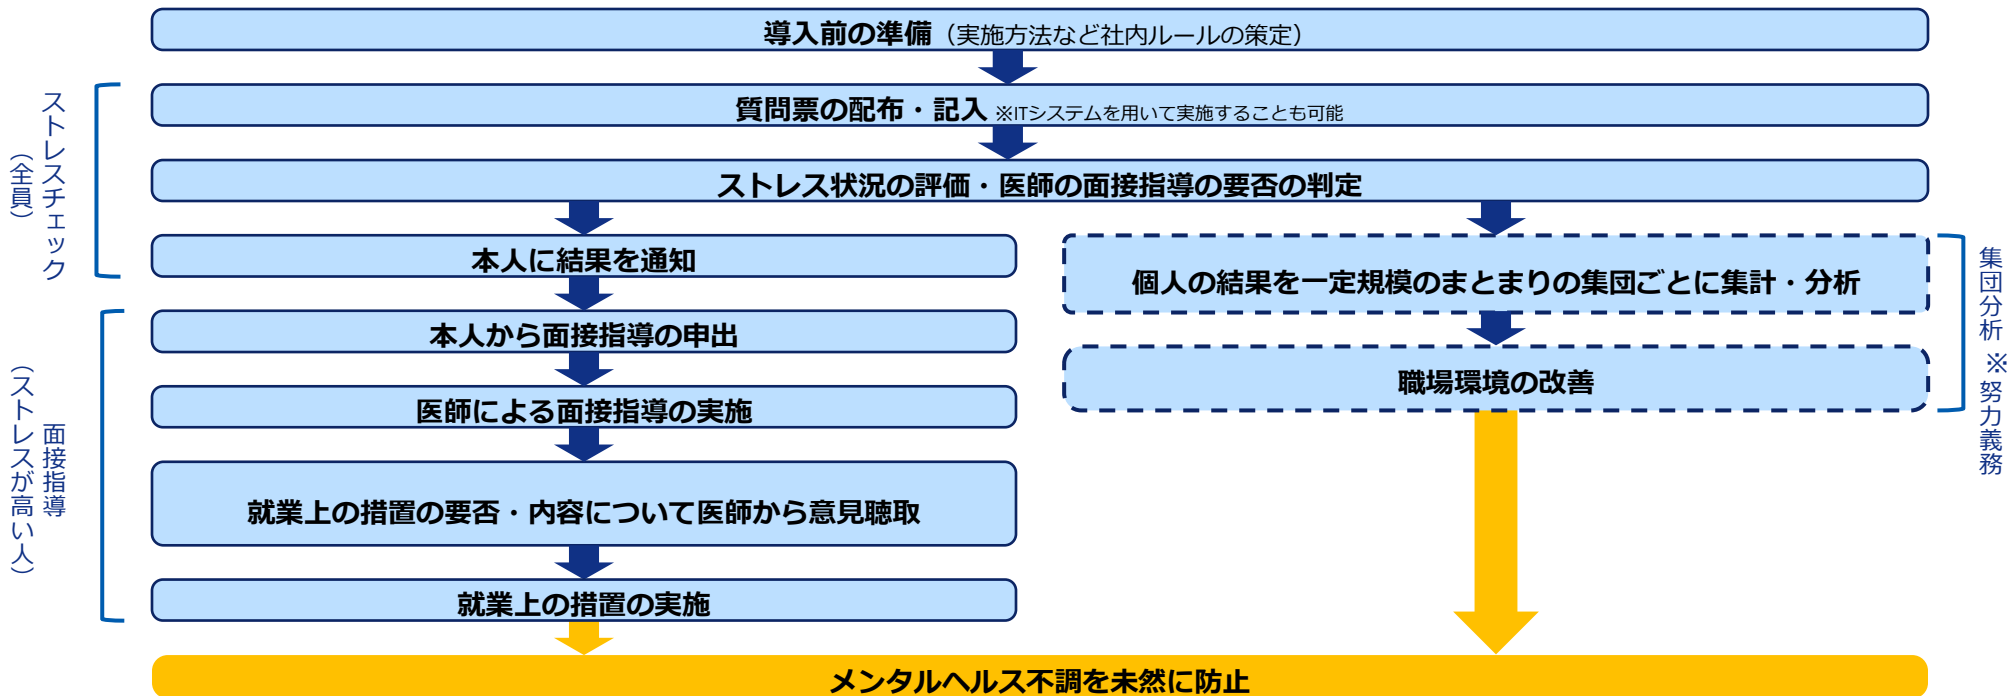 導入前の準備（実施方法など社内ルールの策定）
質問票の配布・記入 ※ITシステムを用いて実施することも可能
ストレス状況の評価・医師の面接指導の要否の判定
本人に結果を通知
本人から面接指導の申出
医師による面接指導の実施
就業上の措置の要否・内容について医師から意見聴取
就業上の措置の実施
個人の結果を一定規模のまとまりの集団ごとに集計・分析
職場環境の改善
メンタルヘルス不調を未然に防止
ストレスチェック
（全員）
面接指導
（ストレスが高い人）
集団分析 ※努力義務